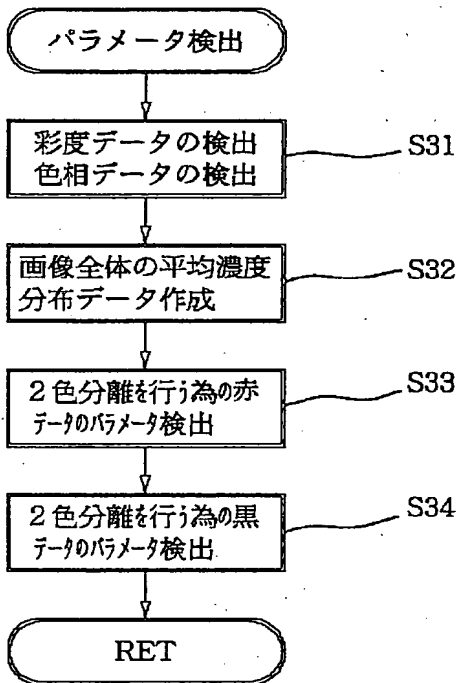 パラメータ検出
彩度データの検出
色相データの検出
S31
画像全体の平均濃度
分布データ作成
S32
2色分離を行う為の赤
データのパラメータ検出
S33
2色分離を行う為の黒
データのパラメータ検出
S34
RET